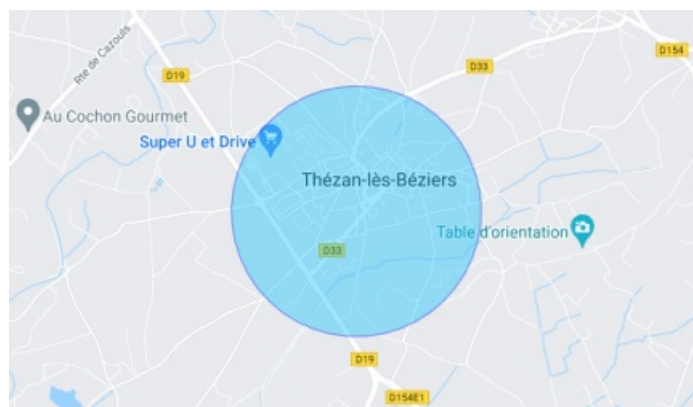 D33
D154
Rte de Cazouls
D19
Au Cochon Gourmet
Super U et Drive
Thézan-lès-Béziers
Table d'orientation
D33
D19
D154E1